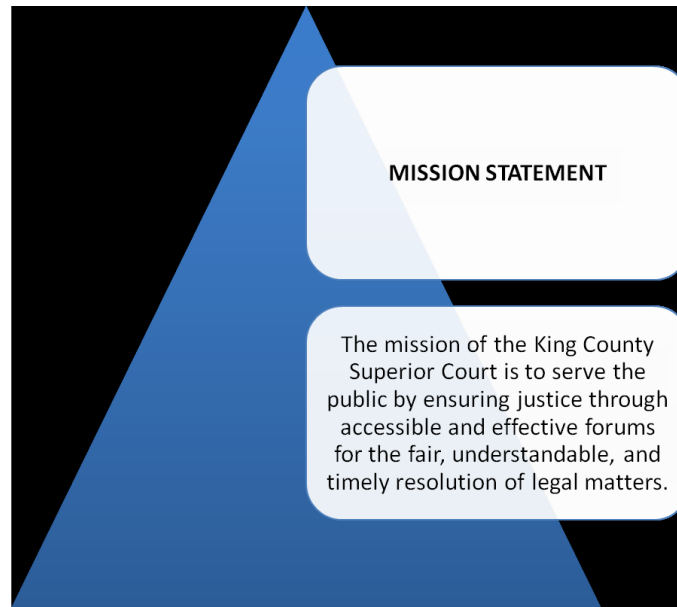 MISSION STATEMENT
The mission of the King County
Superior Court is to serve the
public by ensuring justice through
accessible and effective forums
for the fair, understandable, and
timely resolution of legal matters.